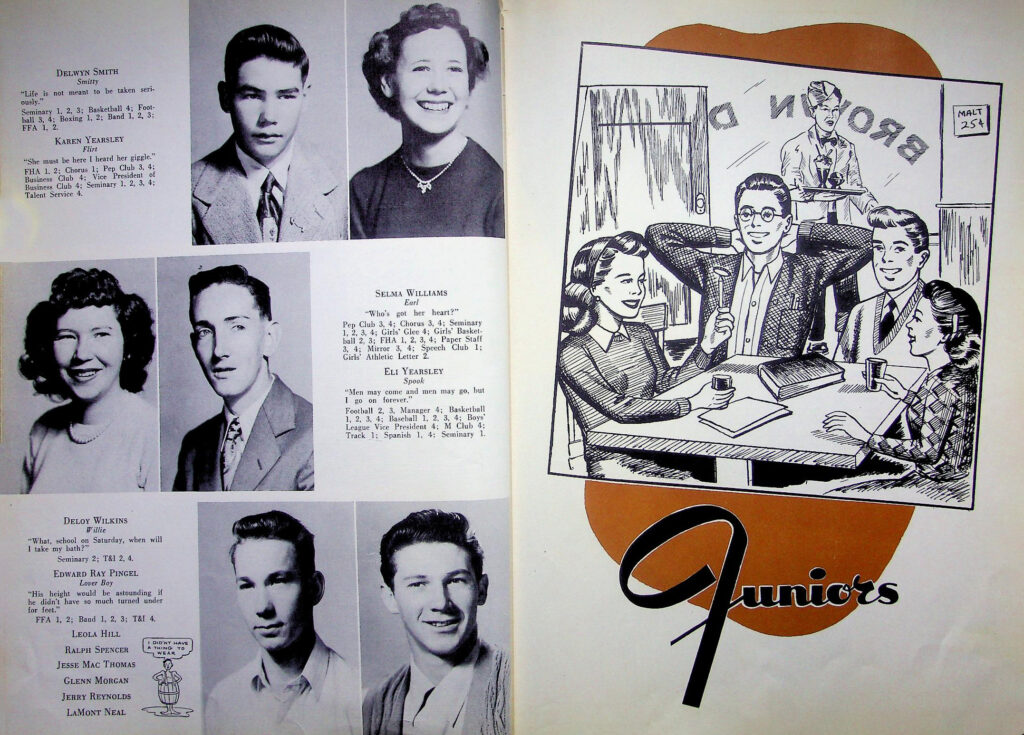 DELWYN SMITH
Smitty
"Life is not meant to be taken seri-
ously."
Seminary 1, 2, 3; Basketball 4; Foot-
ball 3, 4; Boxing 1, 2; Band 1, 2, 3;
FFA 1, 2.
KAREN YEARSLEY
Flirt
"She must be here I heard her giggle."
FHA 1, 2; Chorus 1; Pep Club 3, 4;
Business Club 4; Vice President of
Business Club 4; Seminary 1, 2, 3, 4;
Talent Service 4.
SELMA WILLIAMS
Earl
"Who's got her heart?"
Pep Club 3, 4; Chorus 3, 4; Seminary
1, 2, 3, 4; Girls' Glee 4; Girls' Basket-
ball 2, 3; FHA 1, 2, 3, 4; Paper Staff
3, 4; Mirror 3, 4; Speech Club 1;
Girls' Athletic Letter 2.
ELI YEARSLEY
Spook
"Men may come and men may go, but
I go on forever."
Football 2, 3, Manager 4; Basketball
1, 2, 3, 4; Baseball 1, 2, 3, 4; Boys'
League Vice President 4; M Club 4;
Track 1; Spanish 1, 4; Seminary 1.
DELOY WILKINS
Willie
"What, school on Saturday, when will
I take my bath?"
Seminary 2; T&I 2, 4.
EDWARD RAY PINGEL
Lover Boy
"His height would be astounding if
he didn't have so much turned under
for feet."
FFA 1, 2; Band 1, 2, 3; T&I 4.
LEOLA HILL
RALPH SPENCER
JESSE MAC THOMAS
GLENN MORGAN
JERRY REYNOLDS
LAMONT NEAL
I DIDN'T HAVE
A THING TO
WEAR
BROWN D
MALT
25¢
Juniors